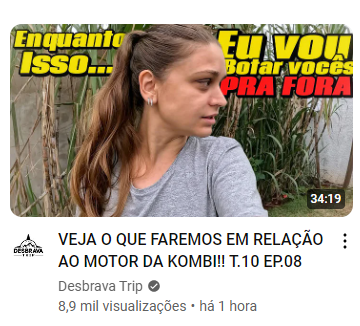 Enquanto
Isso...
Eu vou
Botar vocês
PRA FORA
34:19
DESBRAVA
TRIP
VEJA O QUE FAREMOS EM RELAÇÃO
AO MOTOR DA KOMBI!! T.10 EP.08
Desbrava Trip
8,9 mil visualizações • há 1 hora